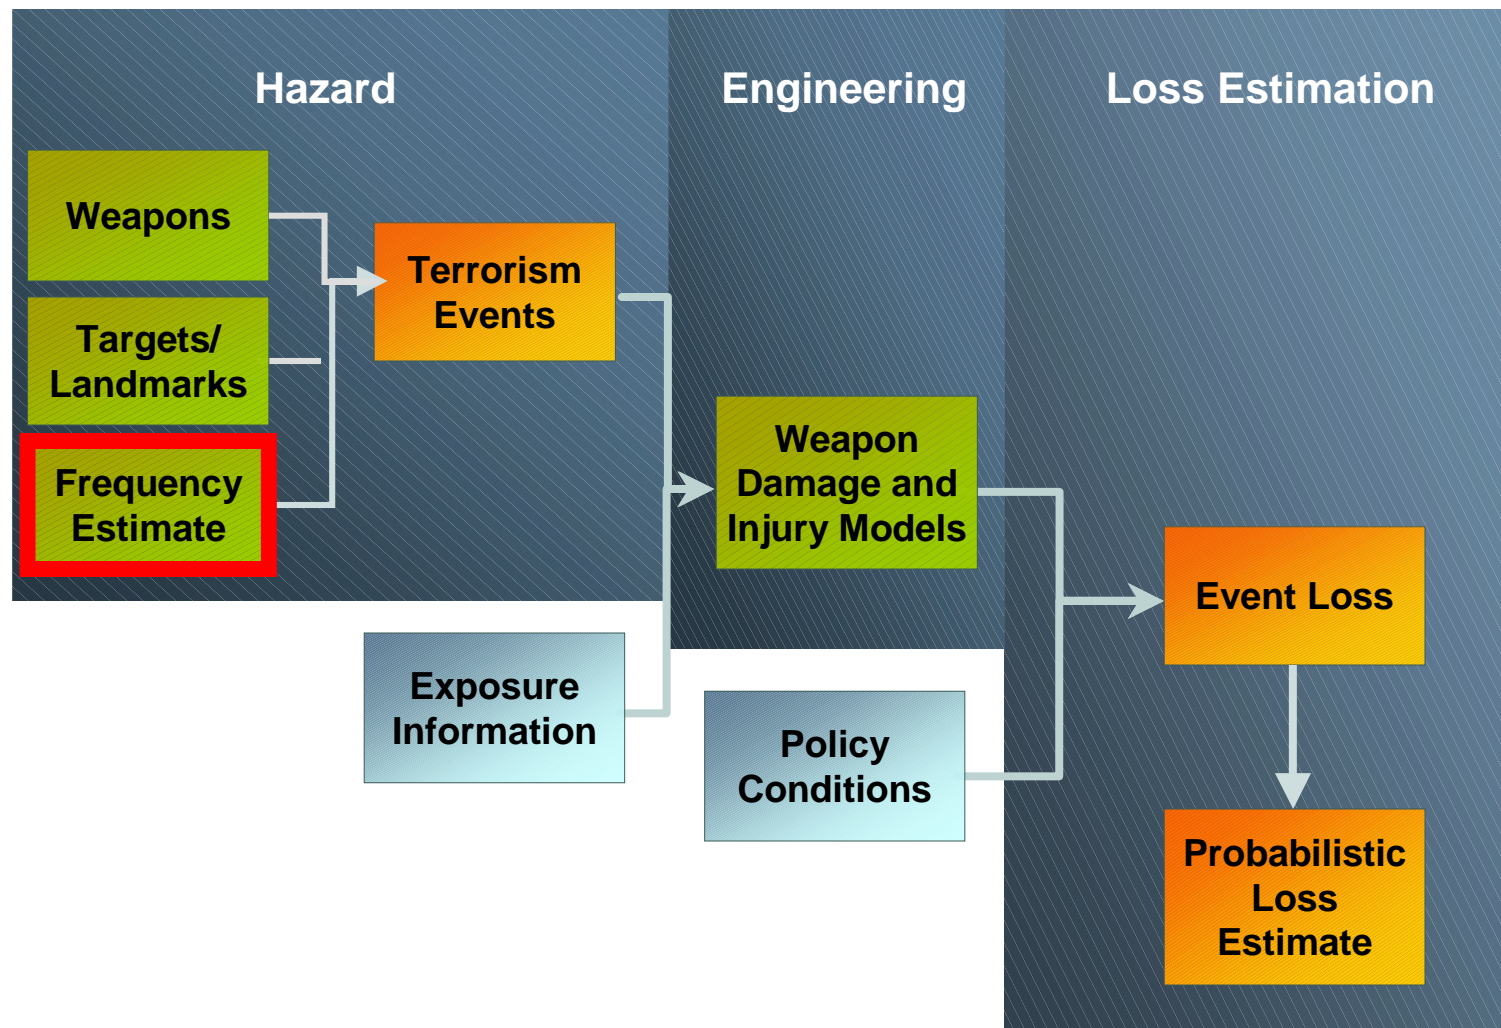 Hazard
Engineering
Loss Estimation
Weapons
Targets/
Landmarks
Frequency
Estimate
Terrorism
Events
Exposure
Information
Weapon
Damage and
Injury Models
Policy
Conditions
Event Loss
Probabilistic
Loss
Estimate